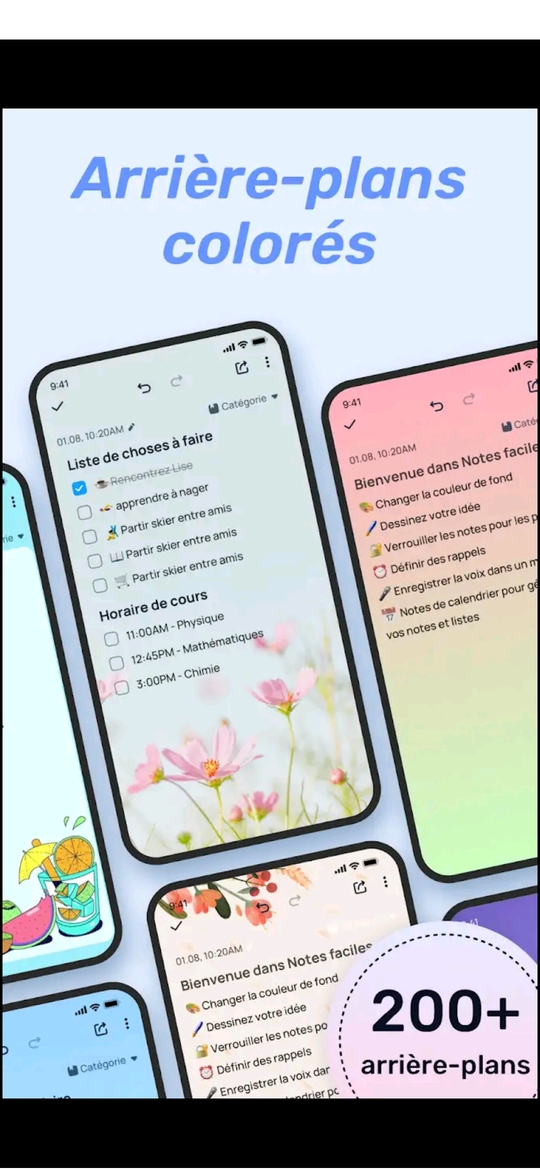 Arrière-plans
colorés
9:41
Catégorie
01.08, 10:20AM
Liste de choses à faire
Rencontrez Lise
apprendre à nager
Partir skier entre amis
Partir skier entre amis
Partir skier entre amis
Horaire de cours
11:00AM - Physique
12:45PM - Mathématiques
3:00PM - Chimie
9:41
Caté
01.08, 10:20AM
Bienvenue dans Notes facile
Changer la couleur de fond
Dessinez votre idée
Verrouiller les notes pour les p
Définir des rappels
Enregistrer la voix dans un m
Notes de calendrier pour gé
vos notes et listes
rie
9:41
01.08, 10:20AM
Bienvenue dans Notes faciles
Changer la couleur de fond
Dessinez votre idée
Verrouiller les notes po
Définir des rappels
Enregistrer la voix dan
Catégorie
200+
arrière-plans